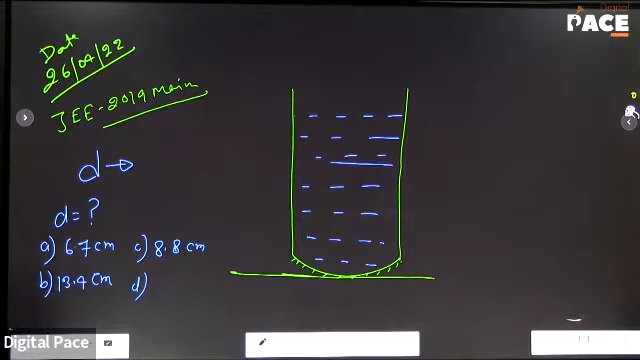 Digital
PACE
Date
26/04/22
JEE-2019 Main
d →
d = ?
a) 6.7 cm c) 8.8 cm
b) 13.4 cm d)
Digital Pace